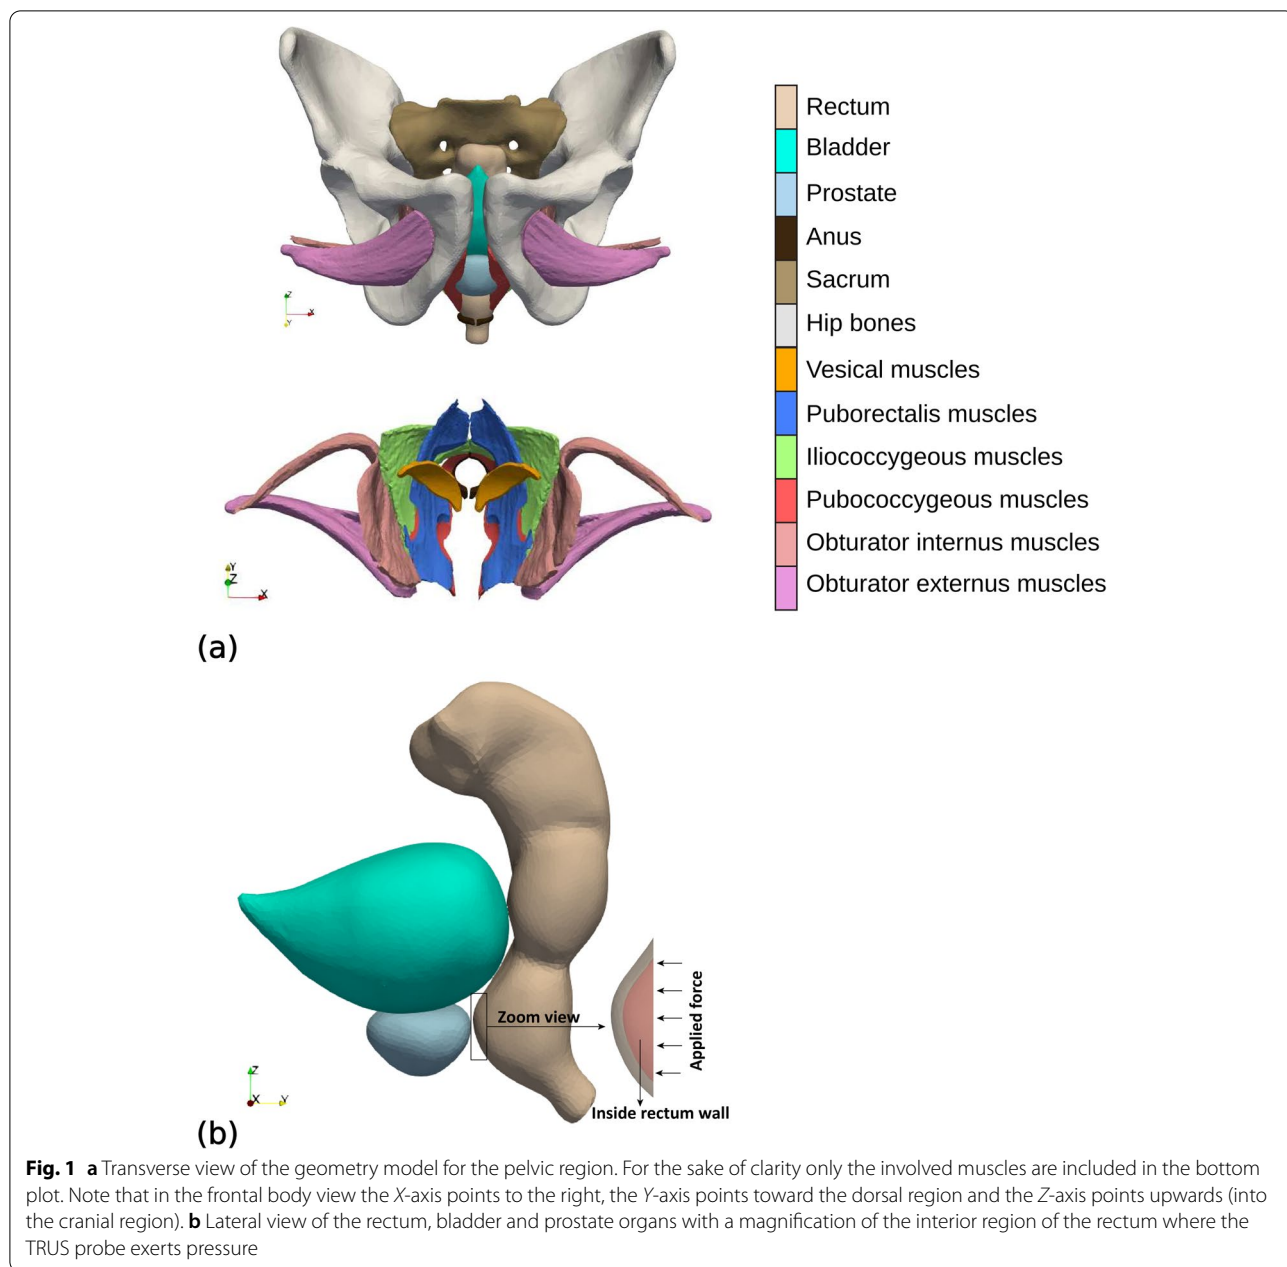 Rectum
Bladder
Prostate
Anus
Sacrum
Hip bones
Vesical muscles
Puborectalis muscles
Iliococcygeous muscles
Pubococcygeous muscles
Obturator internus muscles
Obturator externus muscles
Z
X
Y
Y
Z
X
(a)
Zoom view
Applied force
Inside rectum wall
Z
X
Y
(b)
Fig. 1 a Transverse view of the geometry model for the pelvic region. For the sake of clarity only the involved muscles are included in the bottom
plot. Note that in the frontal body view the X-axis points to the right, the Y-axis points toward the dorsal region and the Z-axis points upwards (into
the cranial region). b Lateral view of the rectum, bladder and prostate organs with a magnification of the interior region of the rectum where the
TRUS probe exerts pressure